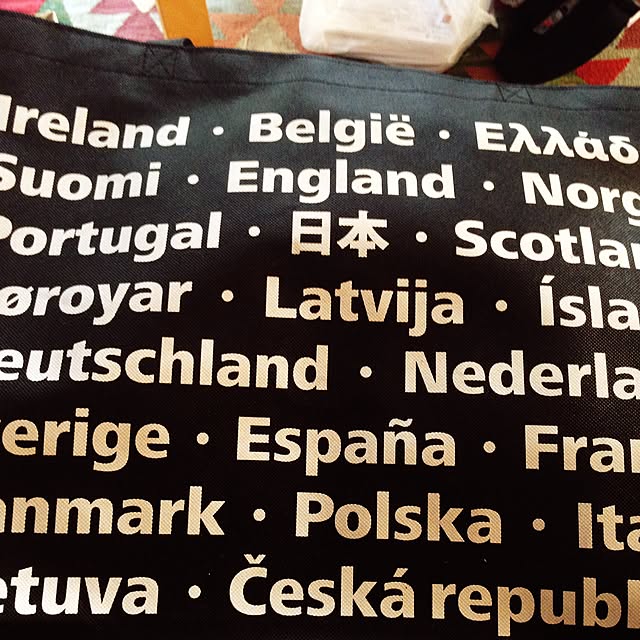 Ireland · België · Ελλάδ
Suomi · England · Norg
Portugal · 日本 · Scotlan
øroyar · Latvija · Ísla
eutschland · Nederla
verige · España · Fran
anmark · Polska · Ita
etuva · Česká republ